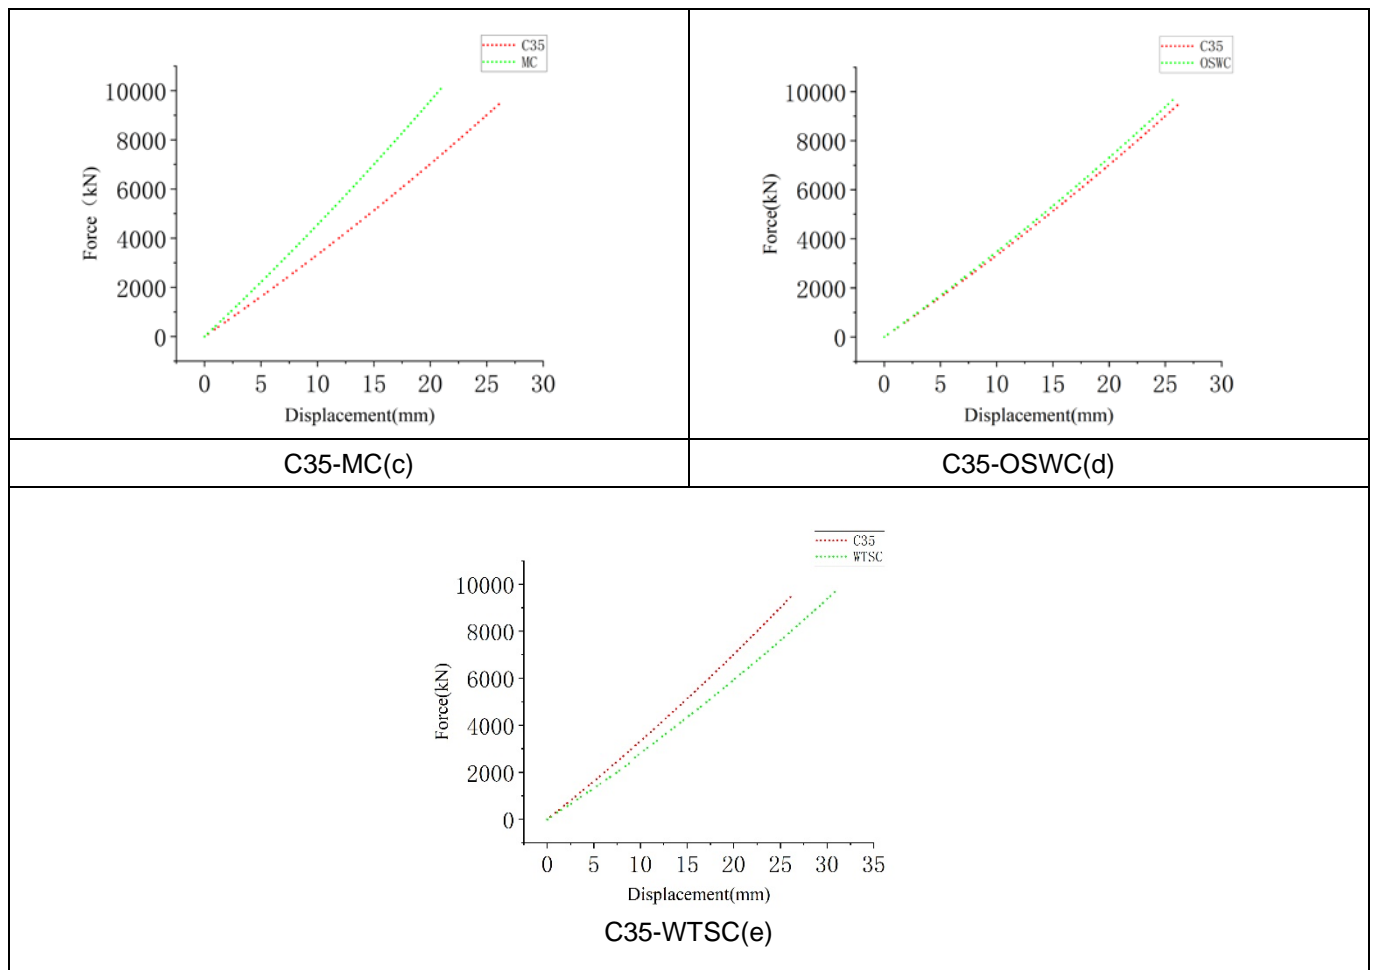 C35
MC
10000
8000
6000
4000
2000
0
Force（kN）
0 5 10 15 20 25 30
Displacement(mm)
C35
OSWC
10000
8000
6000
4000
2000
0
Force(kN)
0 5 10 15 20 25 30
Displacement(mm)
C35-MC(c)
C35-OSWC(d)
C35
WTSC
10000
8000
6000
4000
2000
0
Force(kN)
0 5 10 15 20 25 30 35
Displacement(mm)
C35-WTSC(e)